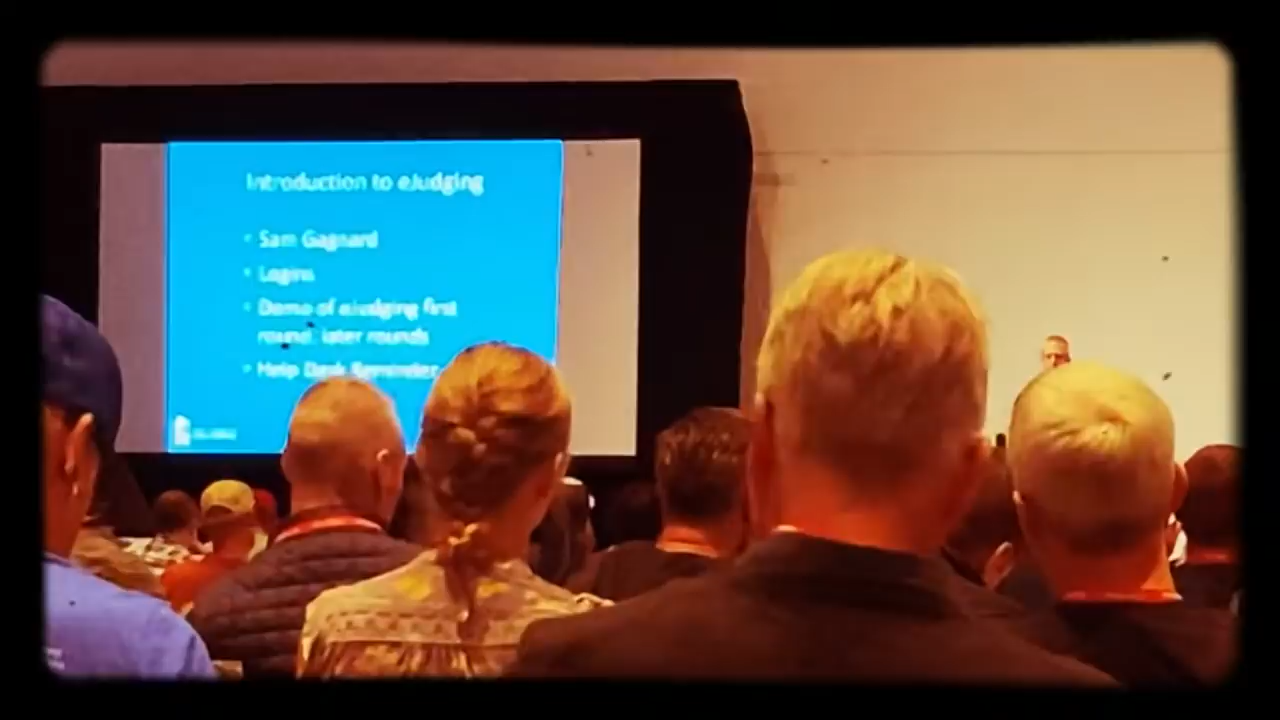 Introduction to eJudging
• Sam Gagnard
• Logins
• Demo of eJudging first
round, later rounds
• Help Desk Reminder